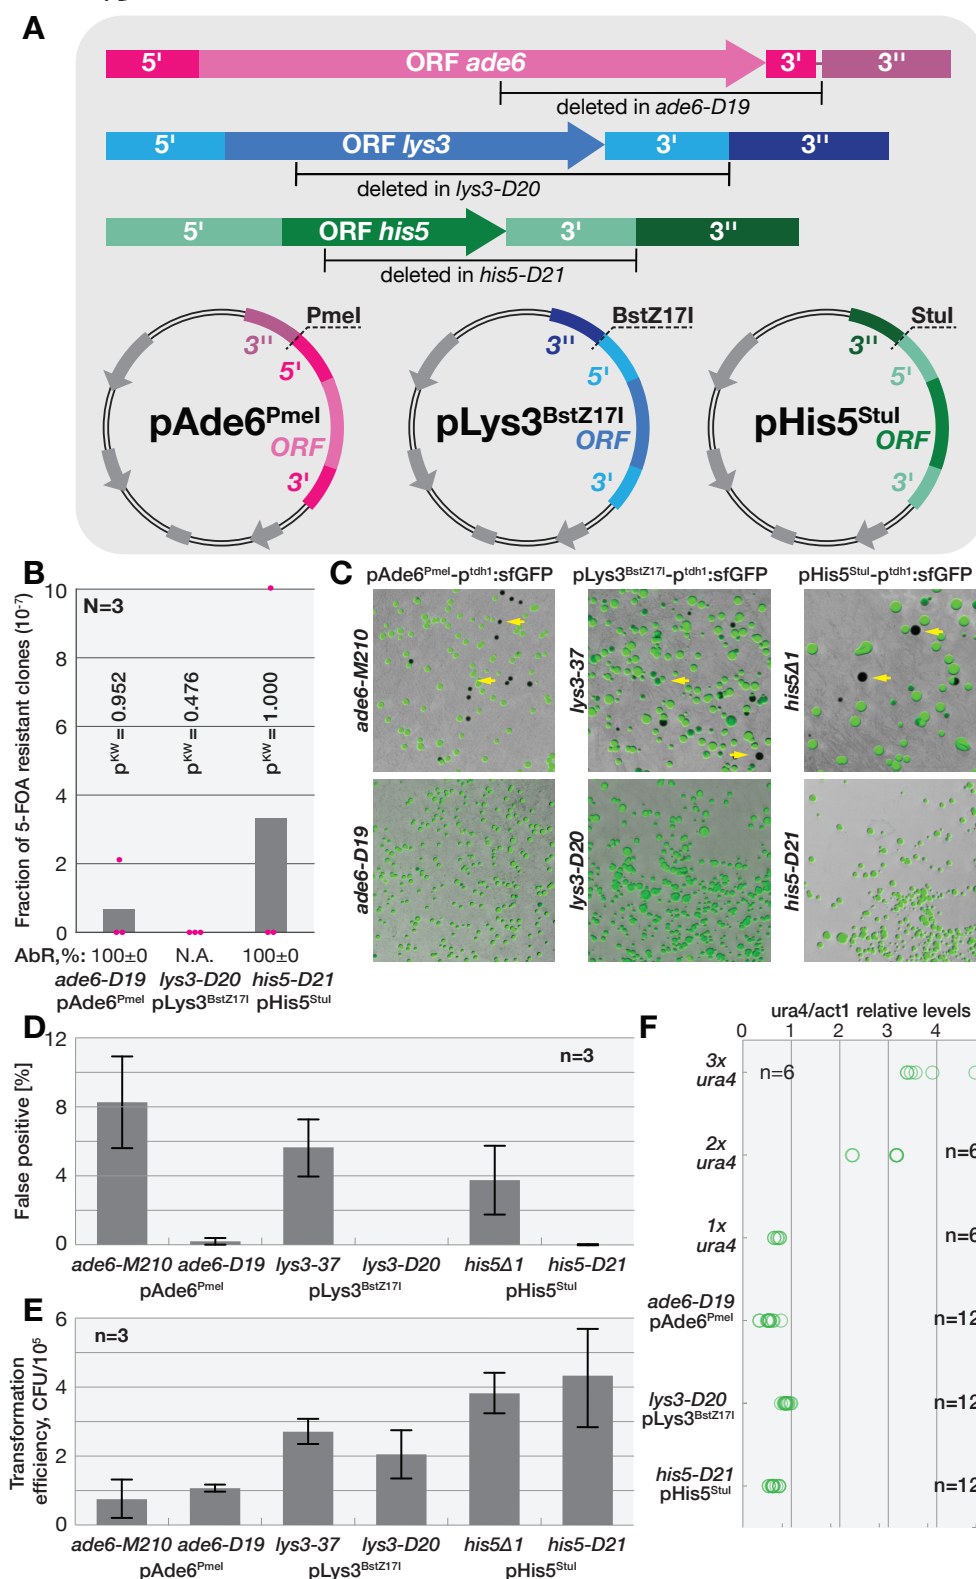 A
5' ORF ade6 3' 3''
deleted in ade6-D19
5' ORF lys3 3' 3''
deleted in lys3-D20
5' ORF his5 3' 3''
deleted in his5-D21
PmeI BstZ17I StuI
3'' 3'' 3''
5' 5' 5'
pAde6PmeI pLys3BstZ17I pHis5StuI
ORF ORF ORF
3' 3' 3'
B
Fraction of 5-FOA resistant clones (10-7)
10
8
6
4
2
0
N=3
pKW = 0.952
pKW = 0.476
pKW = 1.000
AbR,%: 100±0 N.A. 100±0
ade6-D19 lys3-D20 his5-D21
pAde6PmeI pLys3BstZ17I pHis5StuI
C
pAde6PmeI-ptdh1:sfGFP pLys3BstZ17I-ptdh1:sfGFP pHis5StuI-ptdh1:sfGFP
ade6-M210 lys3-37 his5Δ1
ade6-D19 lys3-D20 his5-D21
D
False positive [%]
12
8
4
0
n=3
ade6-M210 ade6-D19 lys3-37 lys3-D20 his5Δ1 his5-D21
pAde6PmeI pLys3BstZ17I pHis5StuI
E
Transformation
efficiency, CFU/105
6
4
2
0
n=3
ade6-M210 ade6-D19 lys3-37 lys3-D20 his5Δ1 his5-D21
pAde6PmeI pLys3BstZ17I pHis5StuI
F
ura4/act1 relative levels
0 1 2 3 4
3x
ura4
n=6
2x
ura4
n=6
1x
ura4
n=6
ade6-D19
pAde6PmeI
n=12
lys3-D20
pLys3BstZ17I
n=12
his5-D21
pHis5StuI
n=12